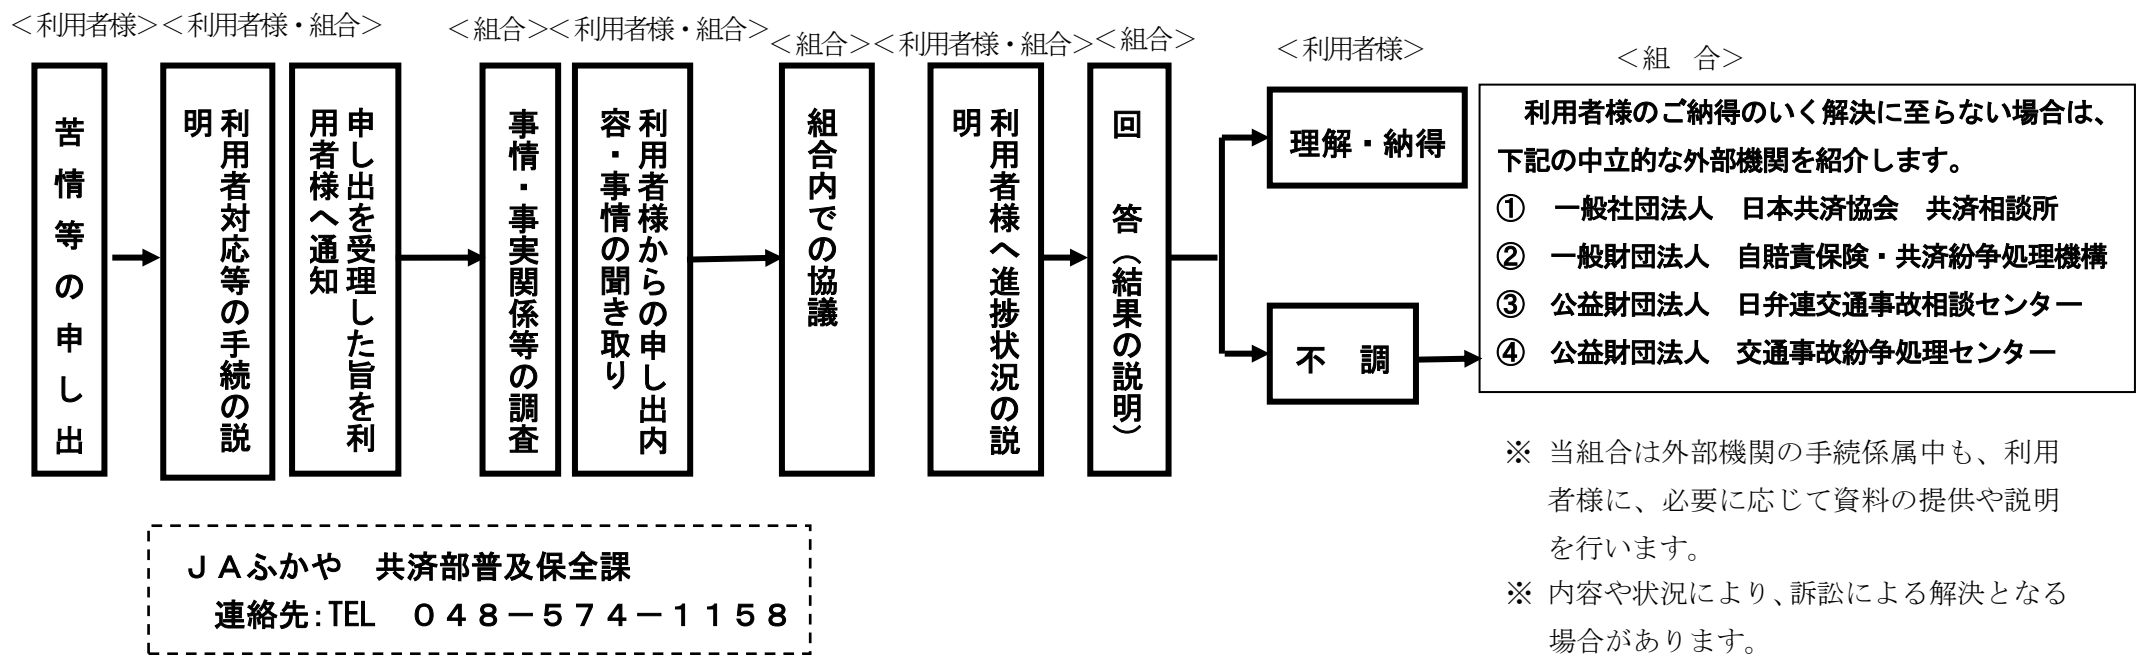 ＜利用者様＞
＜利用者様・組合＞
＜組合＞
＜利用者様・組合＞
＜組合＞
＜利用者様・組合＞
＜組合＞
＜利用者様＞
＜組　合＞
苦情等の申し出
利用者対応等の手続の説
明
申し出を受理した旨を利
用者様へ通知
事情・事実関係等の調査
利用者様からの申し出内
容・事情の聞き取り
組合内での協議
利用者様へ進捗状況の説
明
回　答（結果の説明）
理解・納得
不　調
利用者様のご納得のいく解決に至らない場合は、
下記の中立的な外部機関を紹介します。
①　一般社団法人　日本共済協会　共済相談所
②　一般財団法人　自賠責保険・共済紛争処理機構
③　公益財団法人　日弁連交通事故相談センター
④　公益財団法人　交通事故紛争処理センター
※ 当組合は外部機関の手続係属中も、利用
者様に、必要に応じて資料の提供や説明
を行います。
※ 内容や状況により、訴訟による解決となる
場合があります。
ＪＡふかや　共済部普及保全課
連絡先:TEL　０４８－５７４－１１５８